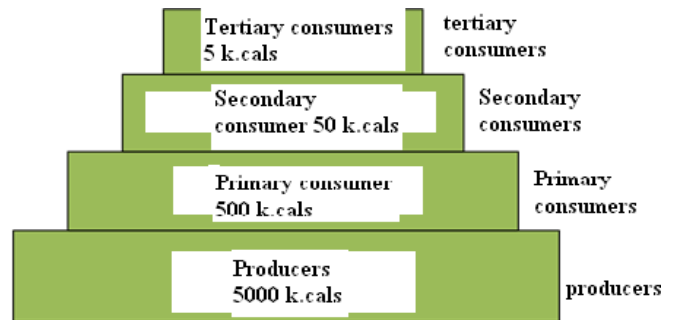 Tertiary consumers
5 k.cals
tertiary
consumers
Secondary
consumer 50 k.cals
Secondary
consumers
Primary consumer
500 k.cals
Primary
consumers
Producers
5000 k.cals
producers